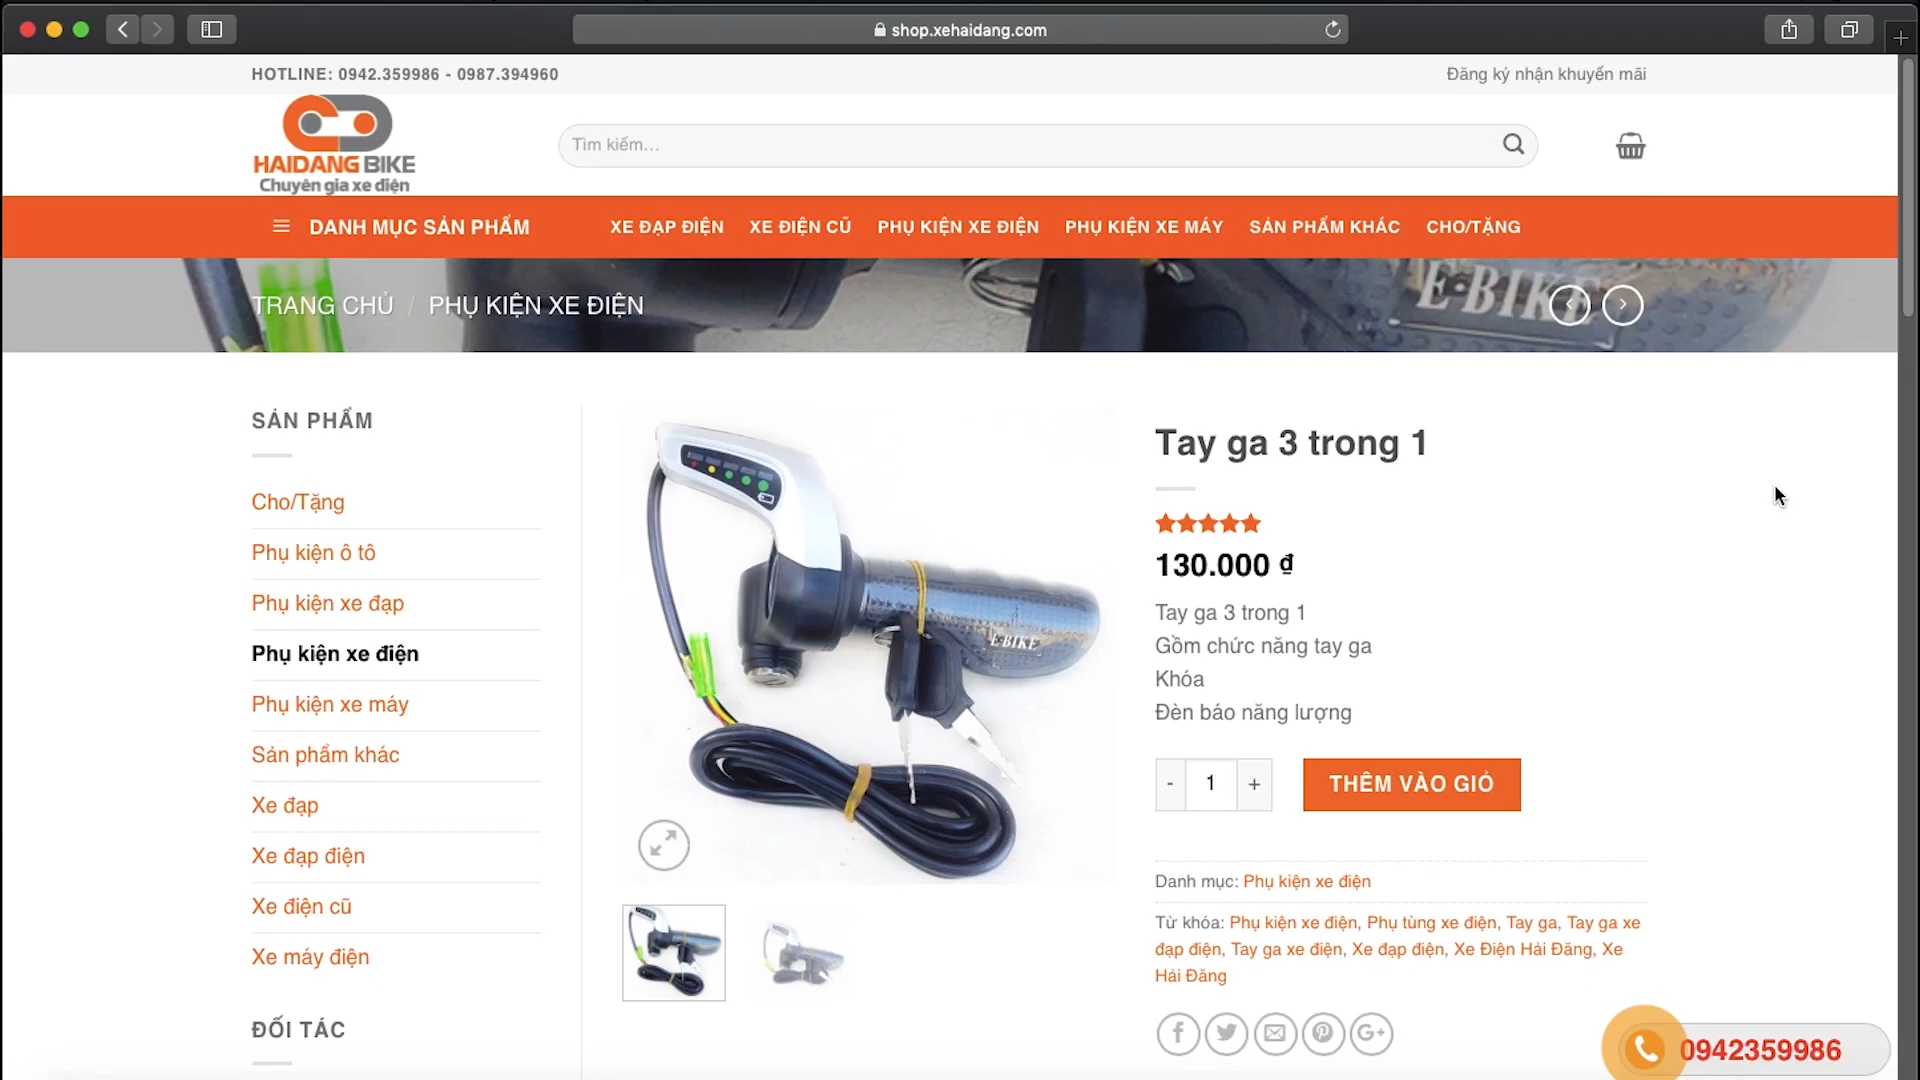 shop.xehaidang.com
HOTLINE: 0942.359986 - 0987.394960
Đăng ký nhận khuyến mãi
HAIDANG BIKE
Chuyên gia xe điện
Tìm kiếm…
DANH MỤC SẢN PHẨM
XE ĐẠP ĐIỆN
XE ĐIỆN CŨ
PHỤ KIỆN XE ĐIỆN
PHỤ KIỆN XE MÁY
SẢN PHẨM KHÁC
CHO/TẶNG
E-BIKE
TRANG CHỦ / PHỤ KIỆN XE ĐIỆN
SẢN PHẨM
Cho/Tặng
Phụ kiện ô tô
Phụ kiện xe đạp
Phụ kiện xe điện
Phụ kiện xe máy
Sản phẩm khác
Xe đạp
Xe đạp điện
Xe điện cũ
Xe máy điện
ĐỐI TÁC
E-BIKE
Tay ga 3 trong 1
130.000 ₫
Tay ga 3 trong 1
Gồm chức năng tay ga
Khóa
Đèn báo năng lượng
- 1 +
THÊM VÀO GIỎ
Danh mục: Phụ kiện xe điện
Từ khóa: Phụ kiện xe điện, Phụ tùng xe điện, Tay ga, Tay ga xe
đạp điện, Tay ga xe điện, Xe đạp điện, Xe Điện Hải Đăng, Xe
Hải Đăng
0942359986